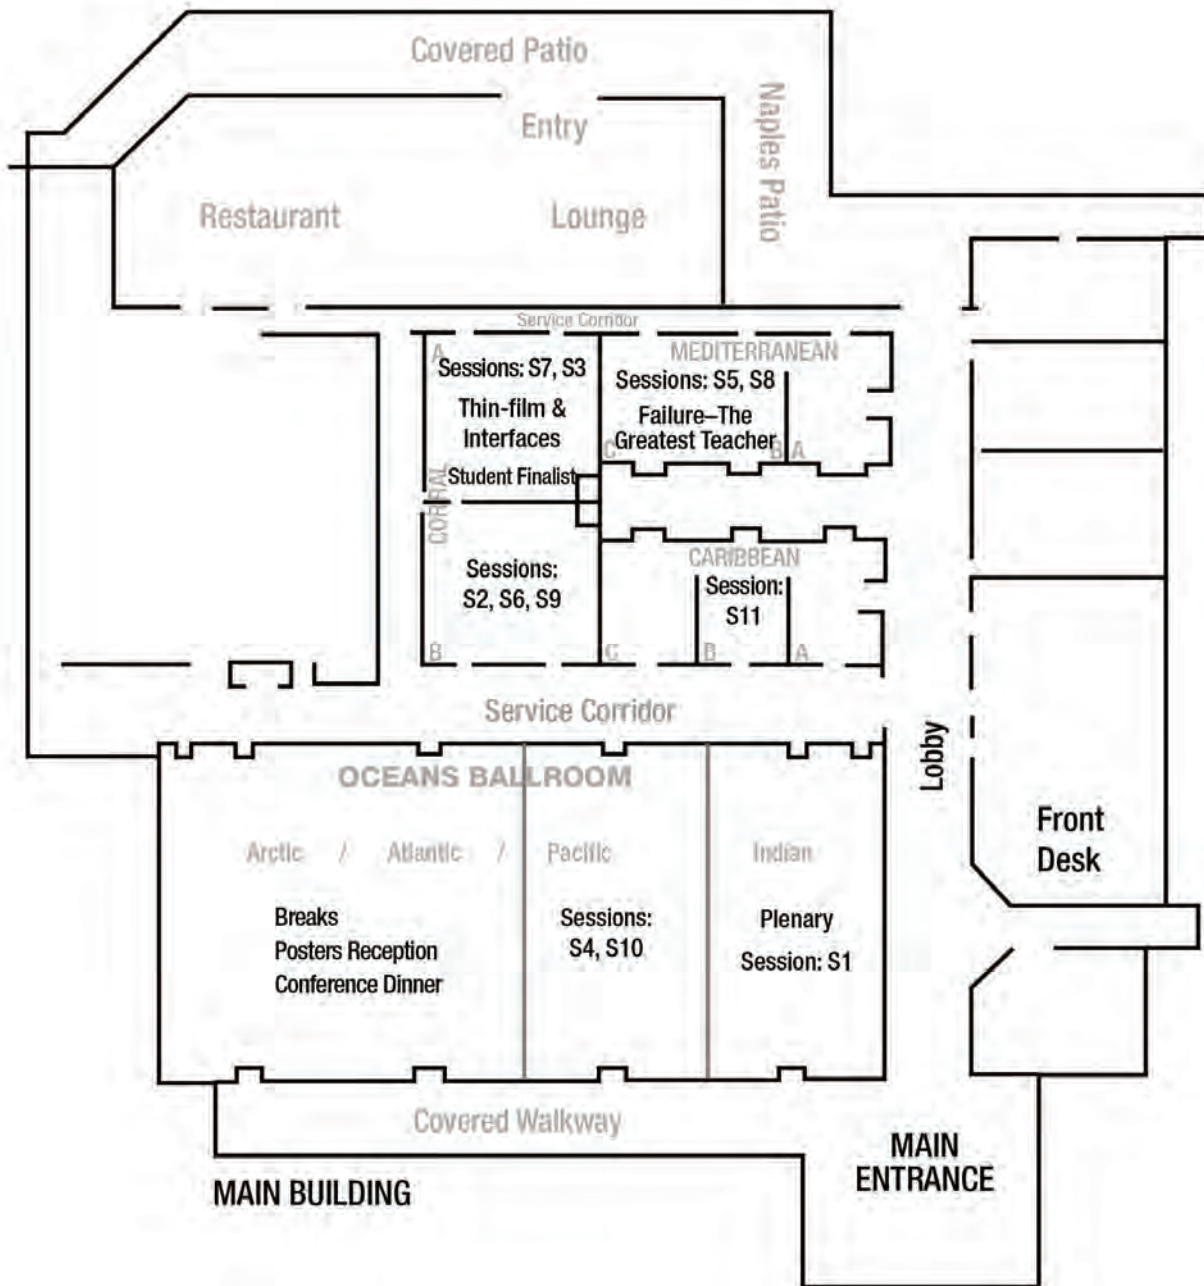 Covered Patio
Naples Patio
Entry
Restaurant
Lounge
Service Corridor
A
Sessions: S7, S3
Thin-film &
Interfaces
Student Finalist
CORRAL
MEDITERRANEAN
Sessions: S5, S8
Failure–The
Greatest Teacher
C
B
A
Sessions:
S2, S6, S9
B
CARIBBEAN
Session:
S11
C
B
A
Service Corridor
Lobby
OCEANS BALLROOM
Arctic / Atlantic / Pacific
Indian
Breaks
Posters Reception
Conference Dinner
Sessions:
S4, S10
Plenary
Session: S1
Front
Desk
Covered Walkway
MAIN
ENTRANCE
MAIN BUILDING